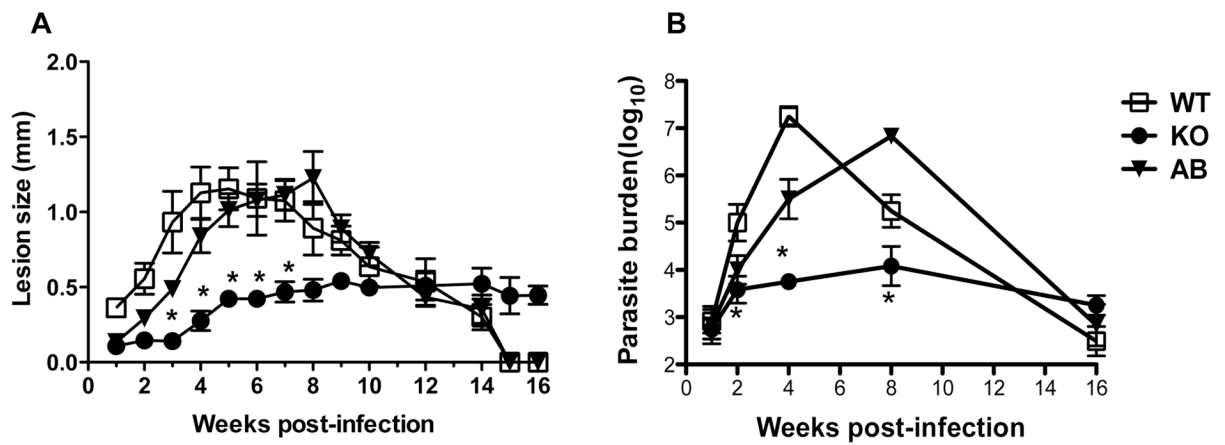 A
Lesion size (mm)
2.0
1.5
1.0
0.5
0.0
0 2 4 6 8 10 12 14 16
Weeks post-infection
* * * * *
B
Parasite burden(log10)
8
7
6
5
4
3
2
0 2 4 6 8 10 12 14 16
Weeks post-infection
* * *
WT
KO
AB